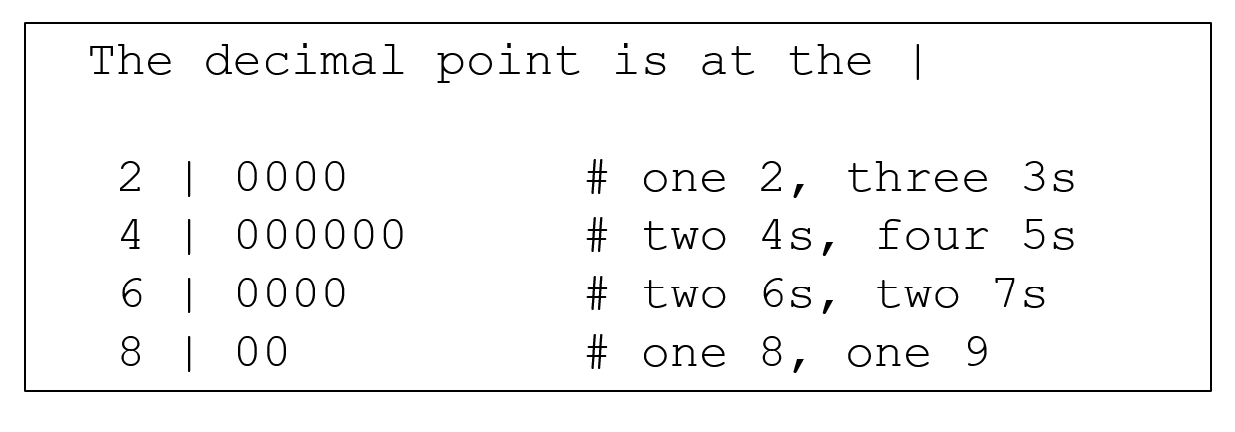 The decimal point is at the |
2 | 0000 # one 2, three 3s
4 | 000000 # two 4s, four 5s
6 | 0000 # two 6s, two 7s
8 | 00 # one 8, one 9